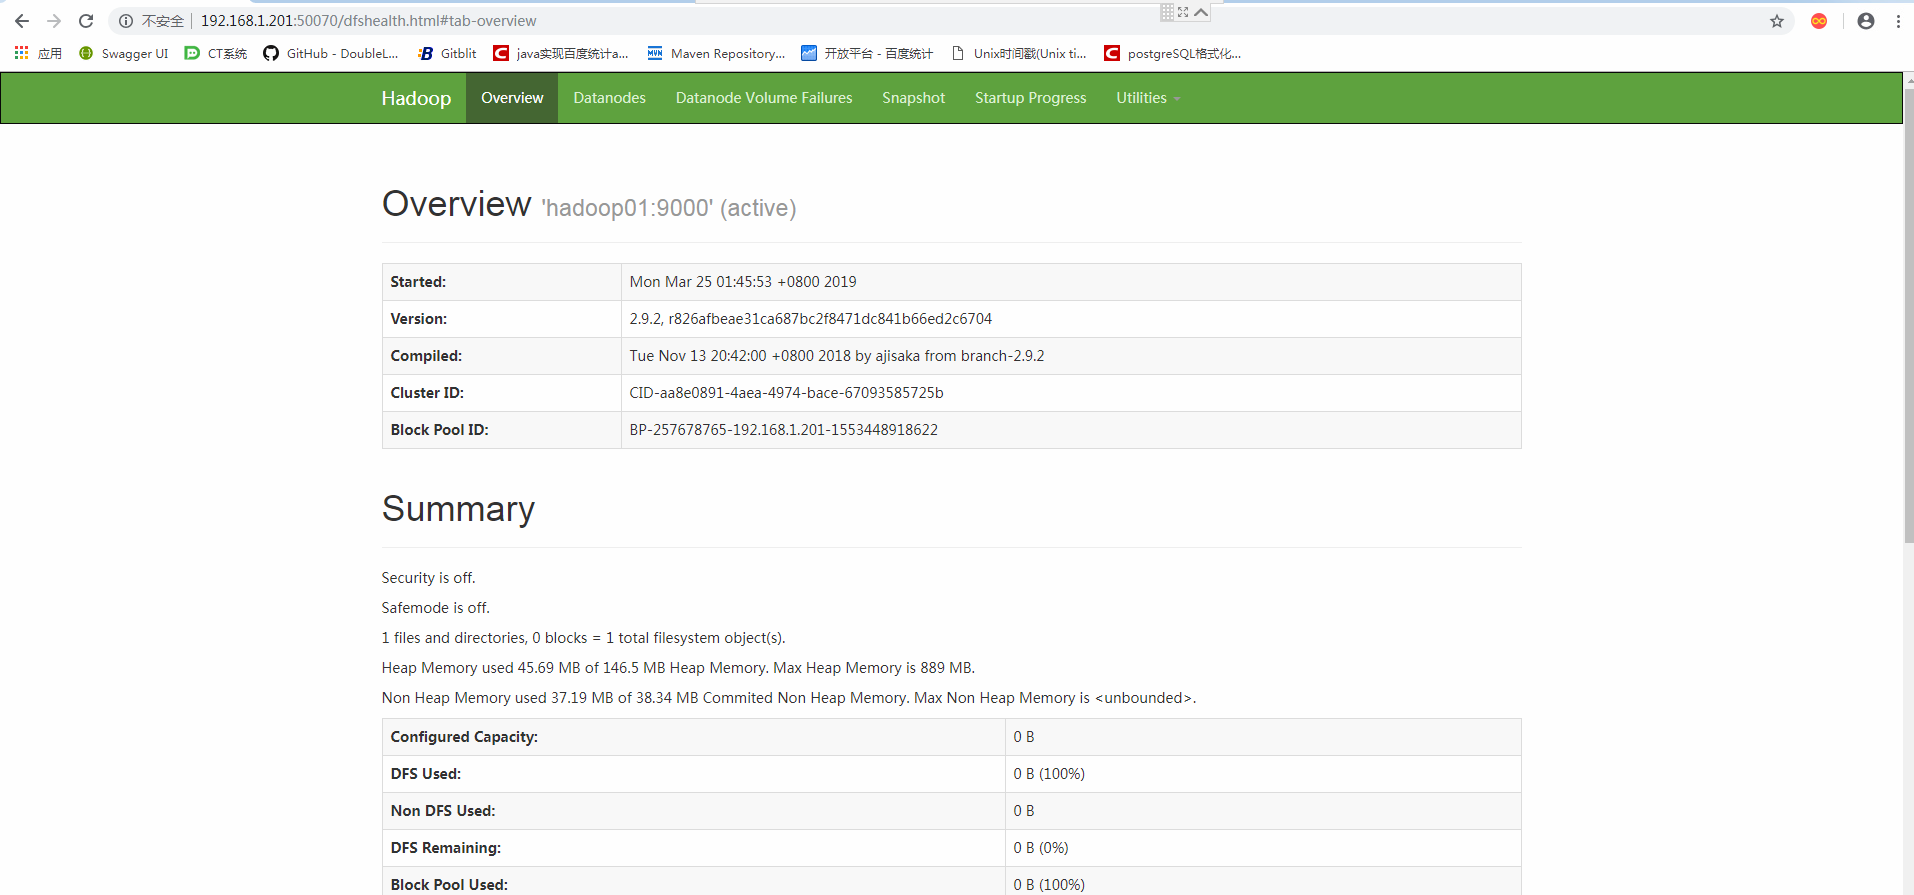 不安全 192.168.1.201:50070/dfshealth.html#tab-overview
应用 Swagger UI CT系统 GitHub - DoubleL... Gitblit java实现百度统计a... Maven Repository... 开放平台 - 百度统计 Unix时间戳(Unix ti... postgreSQL格式化...
Hadoop Overview Datanodes Datanode Volume Failures Snapshot Startup Progress Utilities
Overview 'hadoop01:9000' (active)
Started: Mon Mar 25 01:45:53 +0800 2019
Version: 2.9.2, r826afbeae31ca687bc2f8471dc841b66ed2c6704
Compiled: Tue Nov 13 20:42:00 +0800 2018 by ajisaka from branch-2.9.2
Cluster ID: CID-aa8e0891-4aea-4974-bace-67093585725b
Block Pool ID: BP-257678765-192.168.1.201-1553448918622
Summary
Security is off.
Safemode is off.
1 files and directories, 0 blocks = 1 total filesystem object(s).
Heap Memory used 45.69 MB of 146.5 MB Heap Memory. Max Heap Memory is 889 MB.
Non Heap Memory used 37.19 MB of 38.34 MB Commited Non Heap Memory. Max Non Heap Memory is <unbounded>.
Configured Capacity: 0 B
DFS Used: 0 B (100%)
Non DFS Used: 0 B
DFS Remaining: 0 B (0%)
Block Pool Used: 0 B (100%)